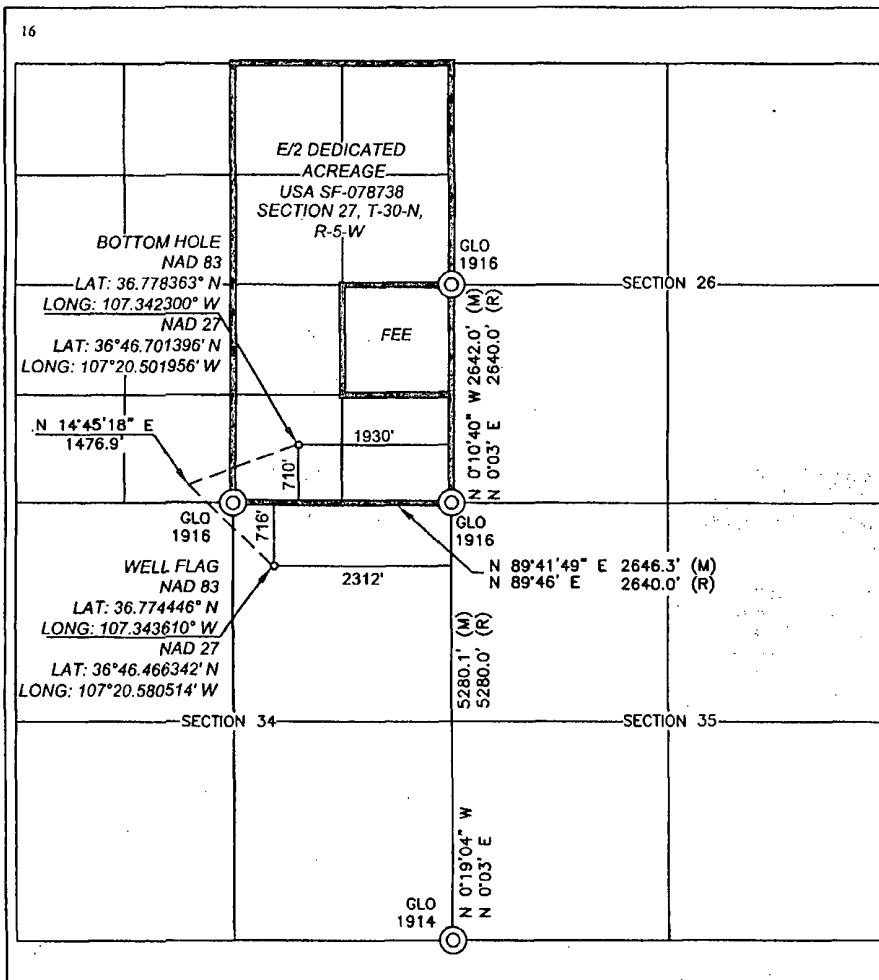 16
E/2 DEDICATED
ACREAGE
USA SF-078738
SECTION 27, T-30-N,
R-5-W
BOTTOM HOLE
NAD 83
LAT: 36.778363° N
LONG: 107.342300° W
NAD 27
LAT: 36°46.701396' N
LONG: 107°20.501956' W
GLO
1916
SECTION 26
FEE
N 0°10'40" W 2642.0' (M)
N 0°03' E 2640.0' (R)
N 14°45'18" E
1476.9'
1930'
710'
GLO
1916
716'
GLO
1916
N 89°41'49" E 2646.3' (M)
N 89°46' E 2640.0' (R)
WELL FLAG
NAD 83
LAT: 36.774446° N
LONG: 107.343610° W
NAD 27
LAT: 36°46.466342' N
LONG: 107°20.580514' W
2312'
5280.1' (M)
5280.0' (R)
SECTION 34
SECTION 35
N 0°19'04" W
N 0°03' E
GLO
1914